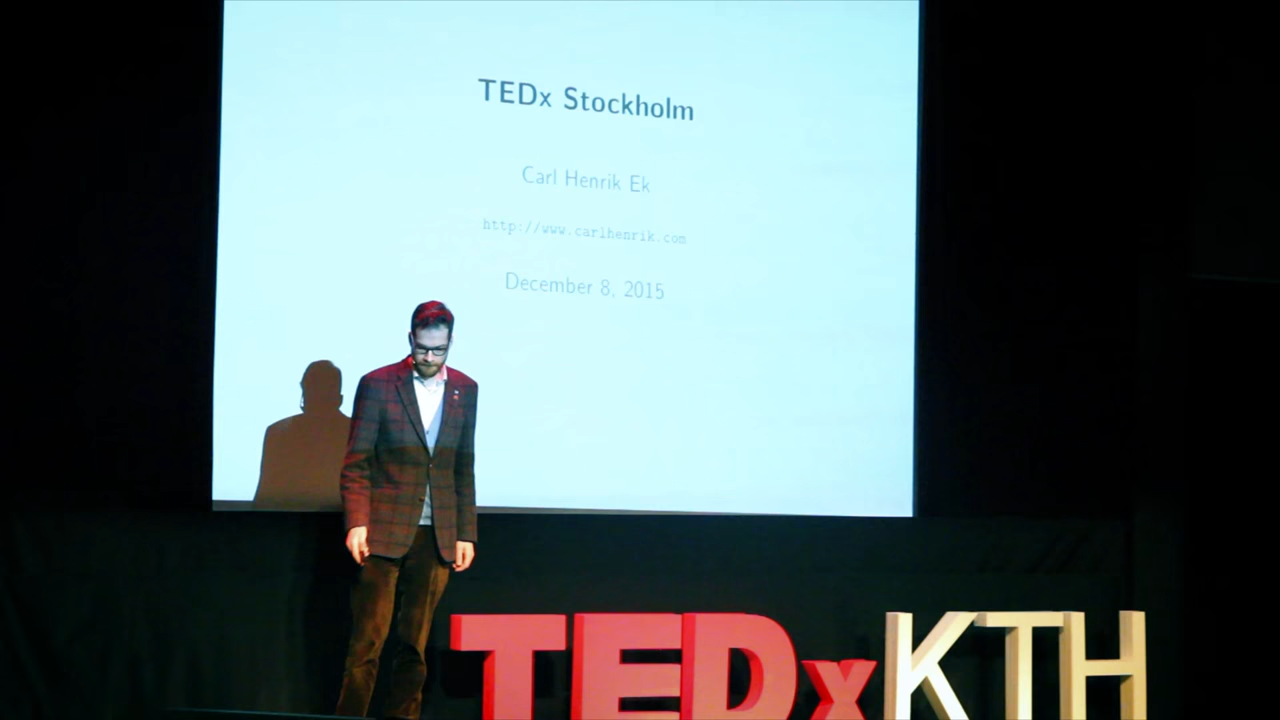 TEDx Stockholm
Carl Henrik Ek
http://www.carlhenrik.com
December 8, 2015
TEDxKTH